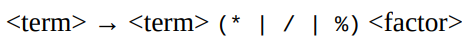 <term> → <term> (* | / | %) <factor>